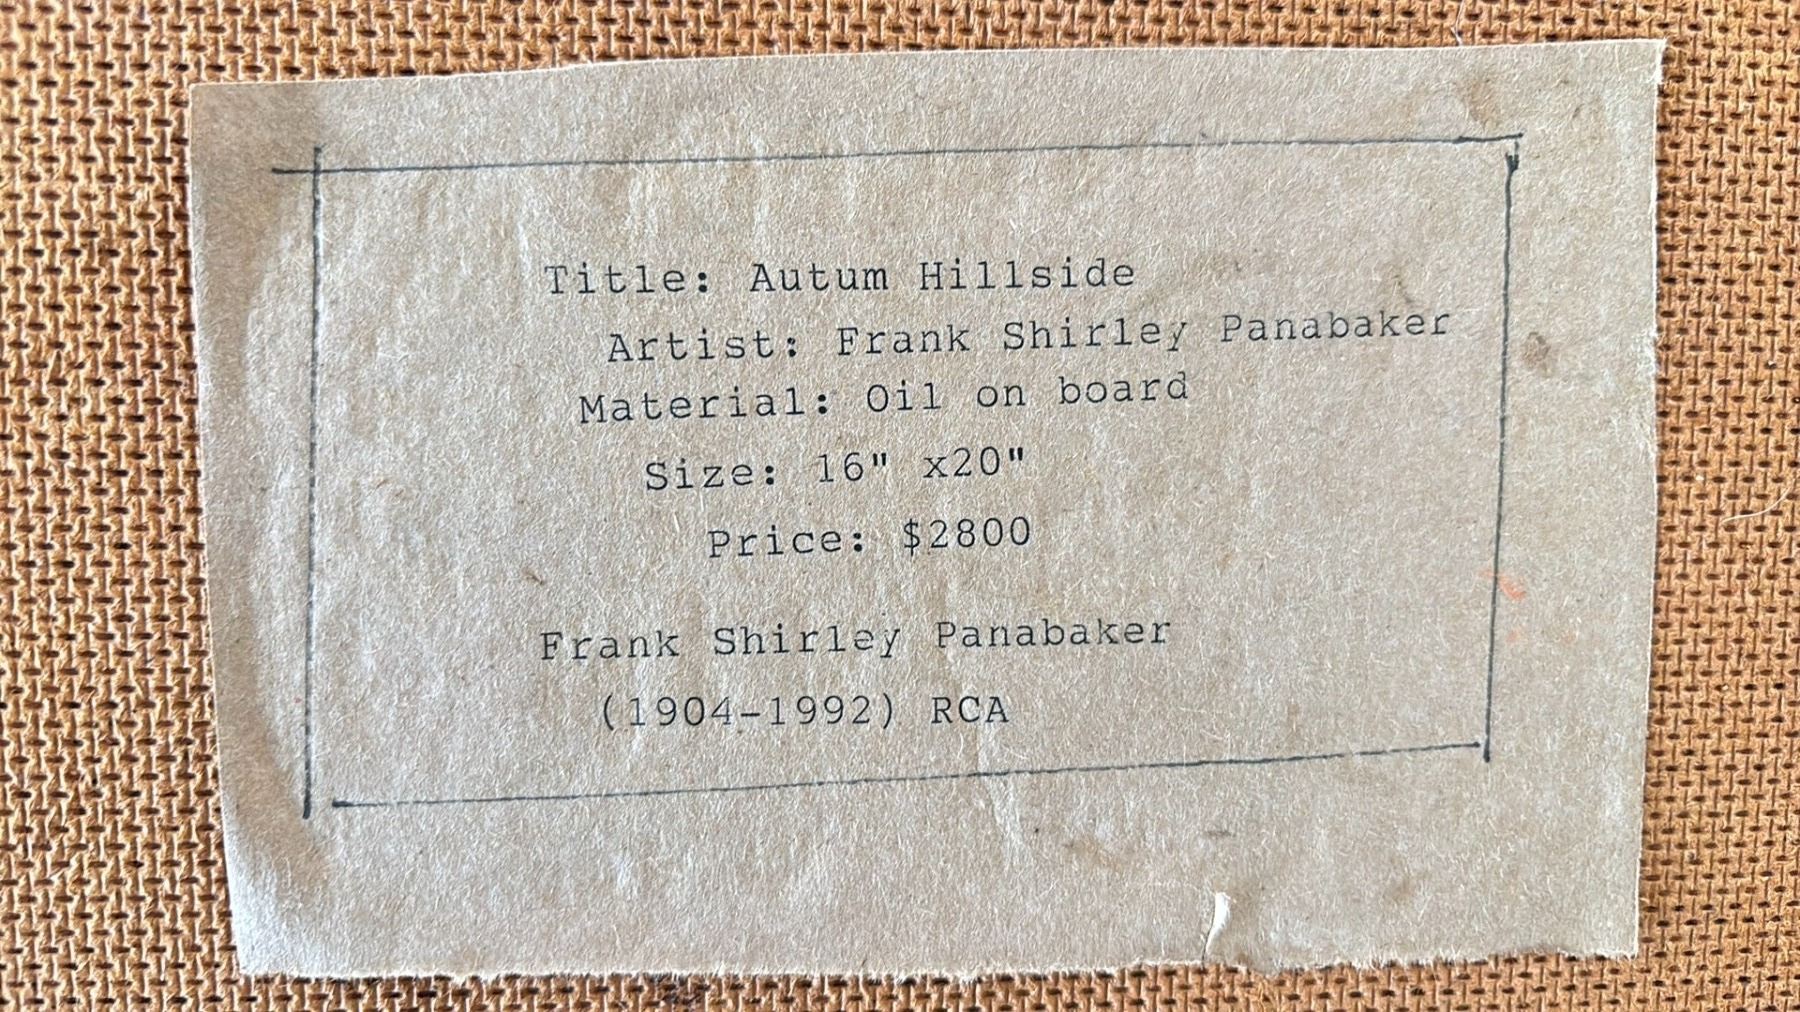 Title: Autum Hillside
Artist: Frank Shirley Panabaker
Material: Oil on board
Size: 16" x20"
Price: $2800
Frank Shirley Panabaker
(1904-1992) RCA